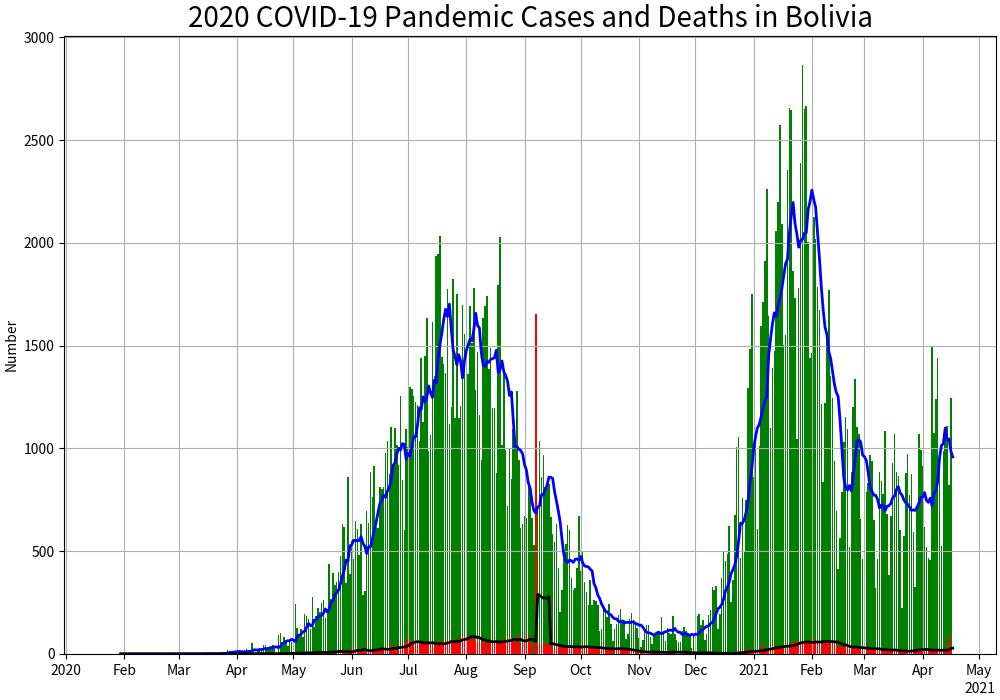 2020 COVID-19 Pandemic Cases and Deaths in Bolivia
Number
3000
2500
2000
1500
1000
500
0
2020 Feb Mar Apr May Jun Jul Aug Sep Oct Nov Dec 2021 Feb Mar Apr May
2021